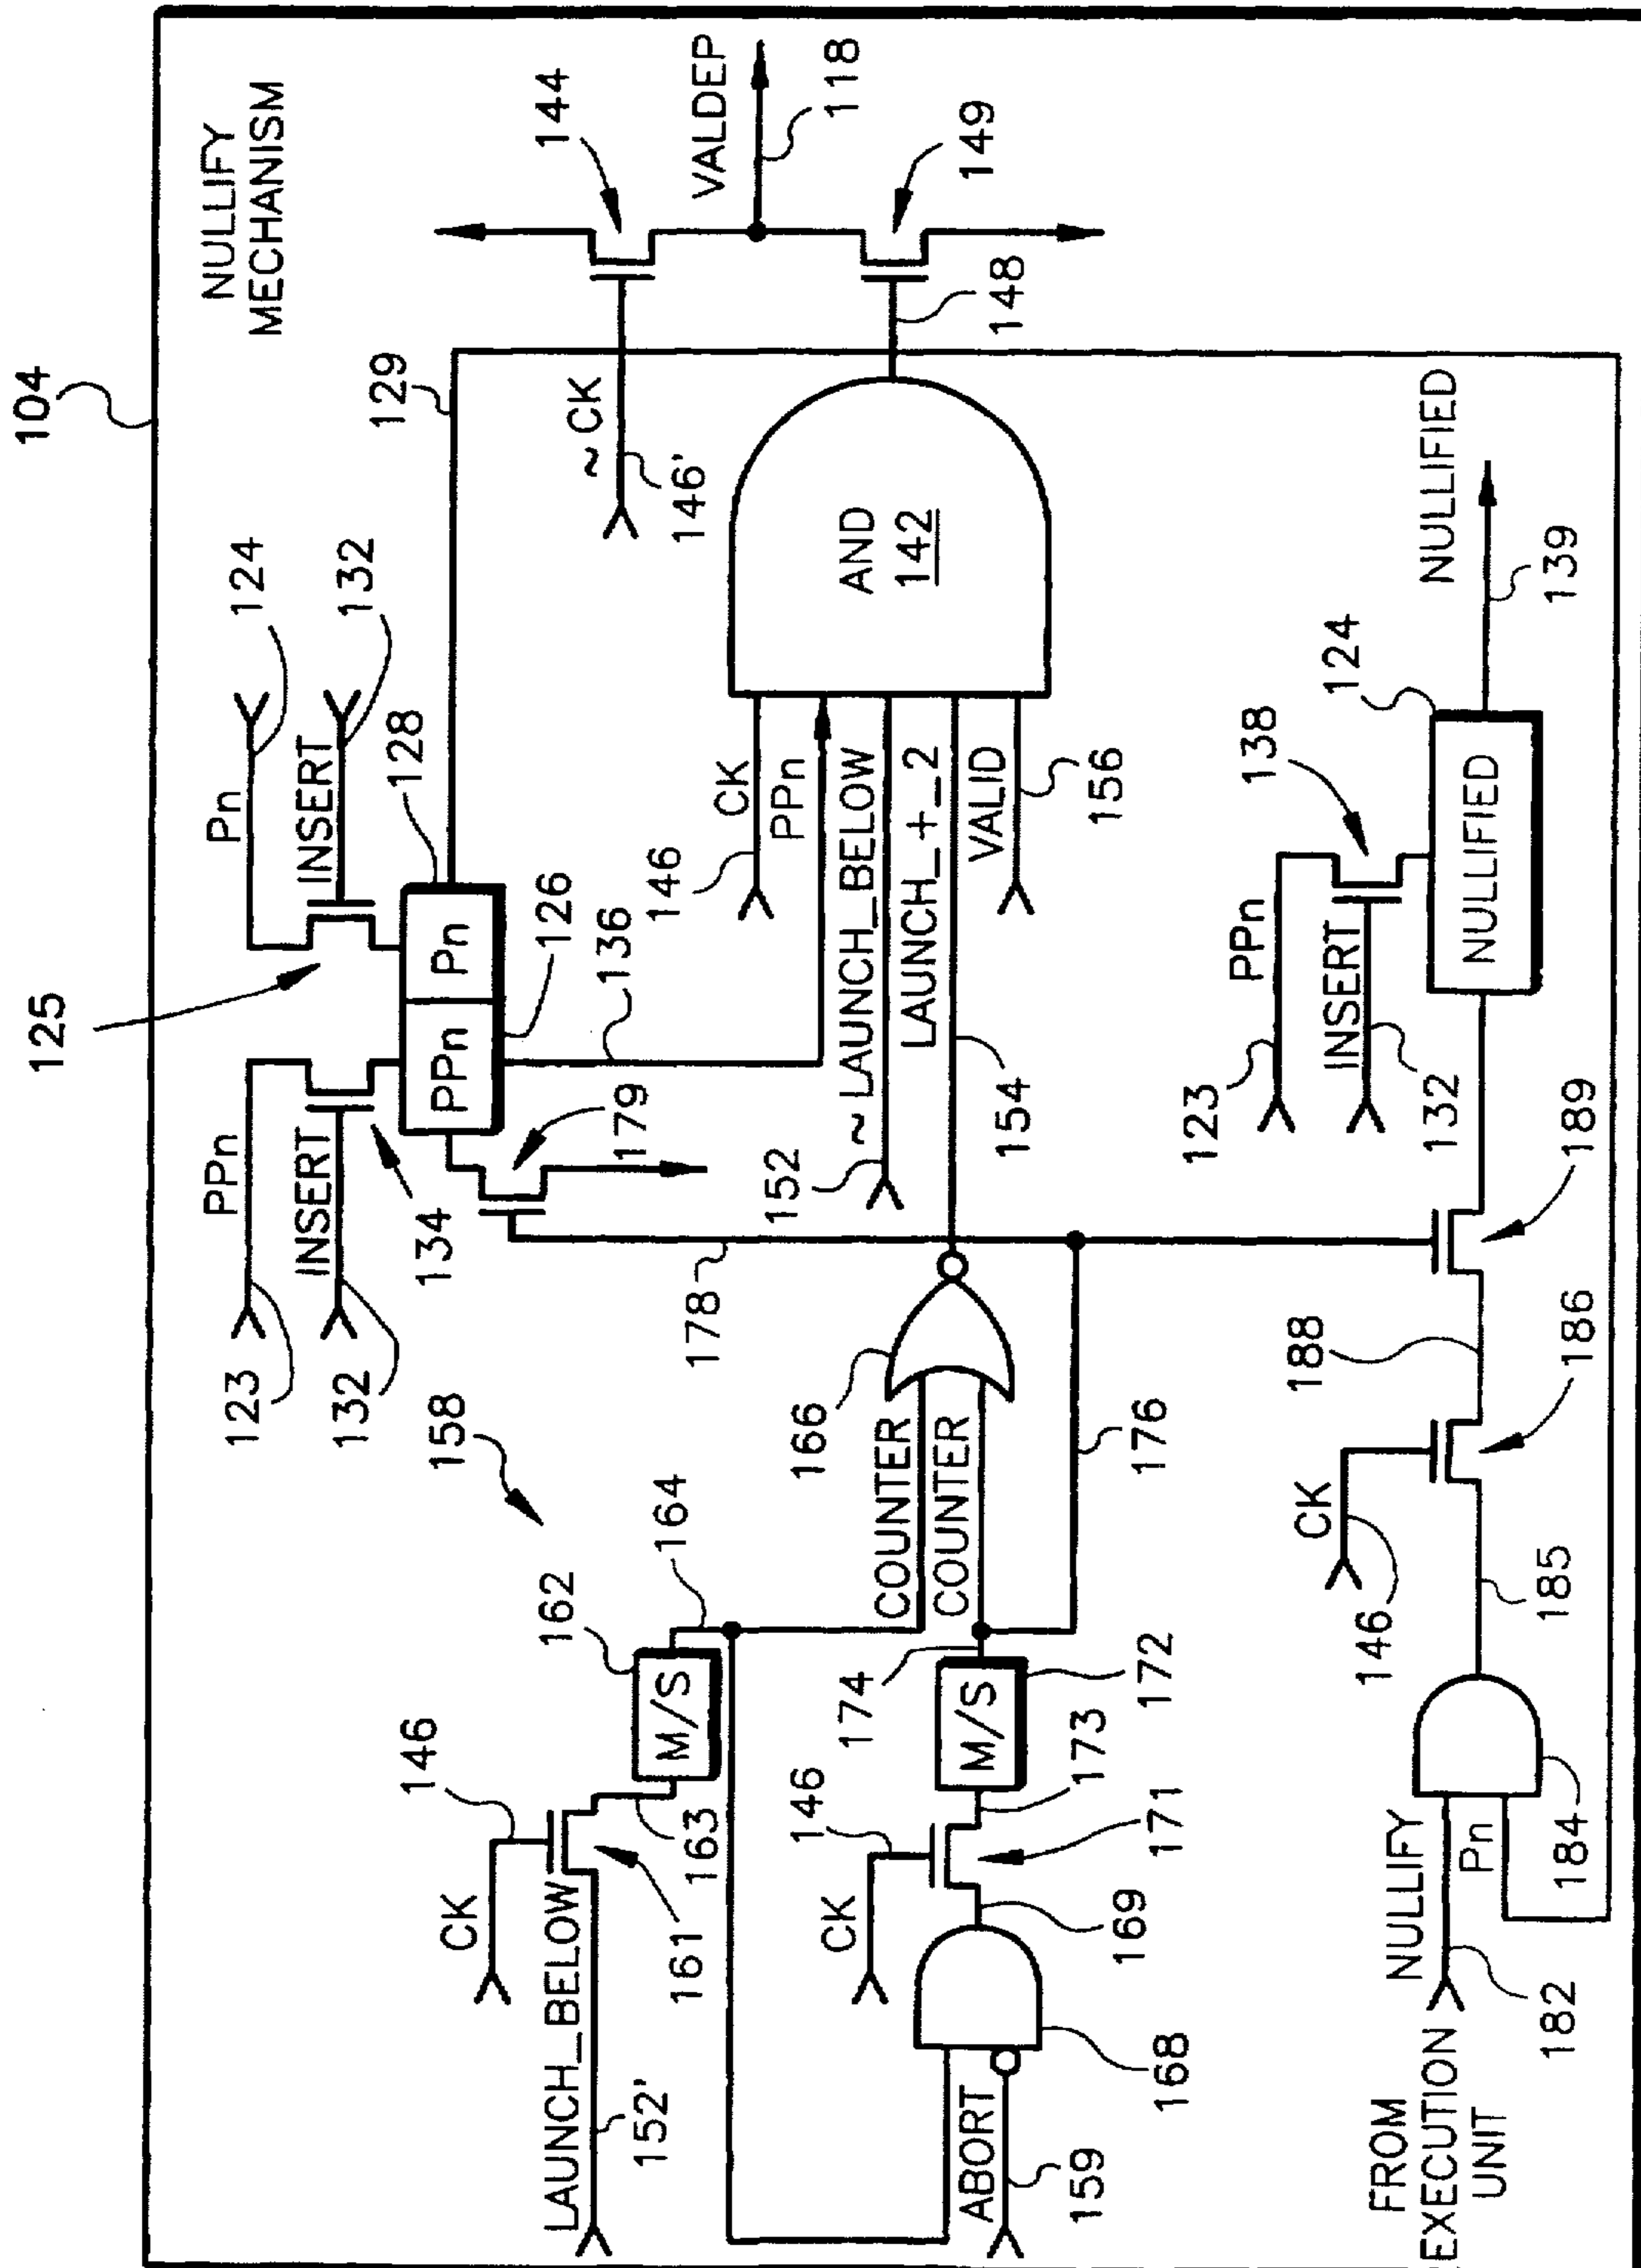 104
NULLIFY
MECHANISM
125
PPn
123
INSERT
132
134
PPn
Pn
126
128
Pn
124
INSERT
132
129
136
179
178
~CK
146'
144
VALDEP
118
149
148
158
LAUNCH_BELOW
152'
CK
146
161
163
M/S
162
164
ABORT
159
168
169
CK
146
171
173
M/S
172
174
COUNTER
COUNTER
166
176
CK
146
PPn
~LAUNCH_BELOW
152
LAUNCH_+_2
154
VALID
156
AND
142
FROM
EXECUTION
UNIT
NULLIFY
182
Pn
184
185
CK
146
186
188
189
PPn
123
INSERT
132
138
NULLIFIED
124
NULLIFIED
139